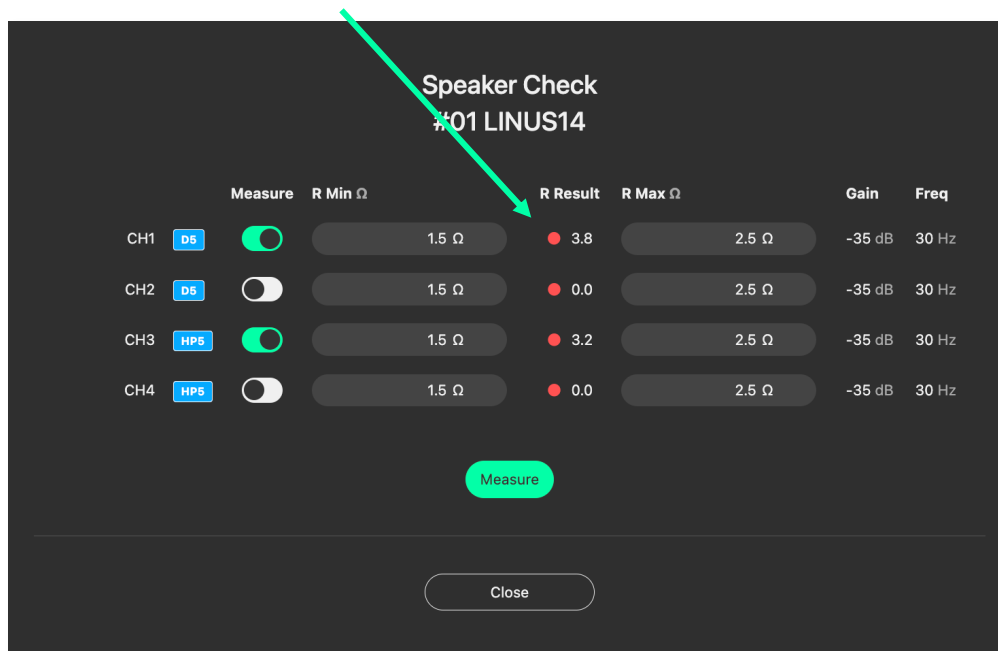 Speaker Check
#01 LINUS14
Measure R Min Ω R Result R Max Ω Gain Freq
CH1 D5 1.5 Ω 3.8 2.5 Ω -35 dB 30 Hz
CH2 D5 1.5 Ω 0.0 2.5 Ω -35 dB 30 Hz
CH3 HP5 1.5 Ω 3.2 2.5 Ω -35 dB 30 Hz
CH4 HP5 1.5 Ω 0.0 2.5 Ω -35 dB 30 Hz
Measure
Close